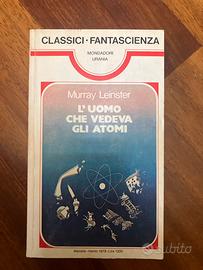 CLASSICI • FANTASCIENZA
MONDADORI
URANIA
Murray Leinster
L'UOMO
CHE VEDEVA
GLI ATOMI
subito